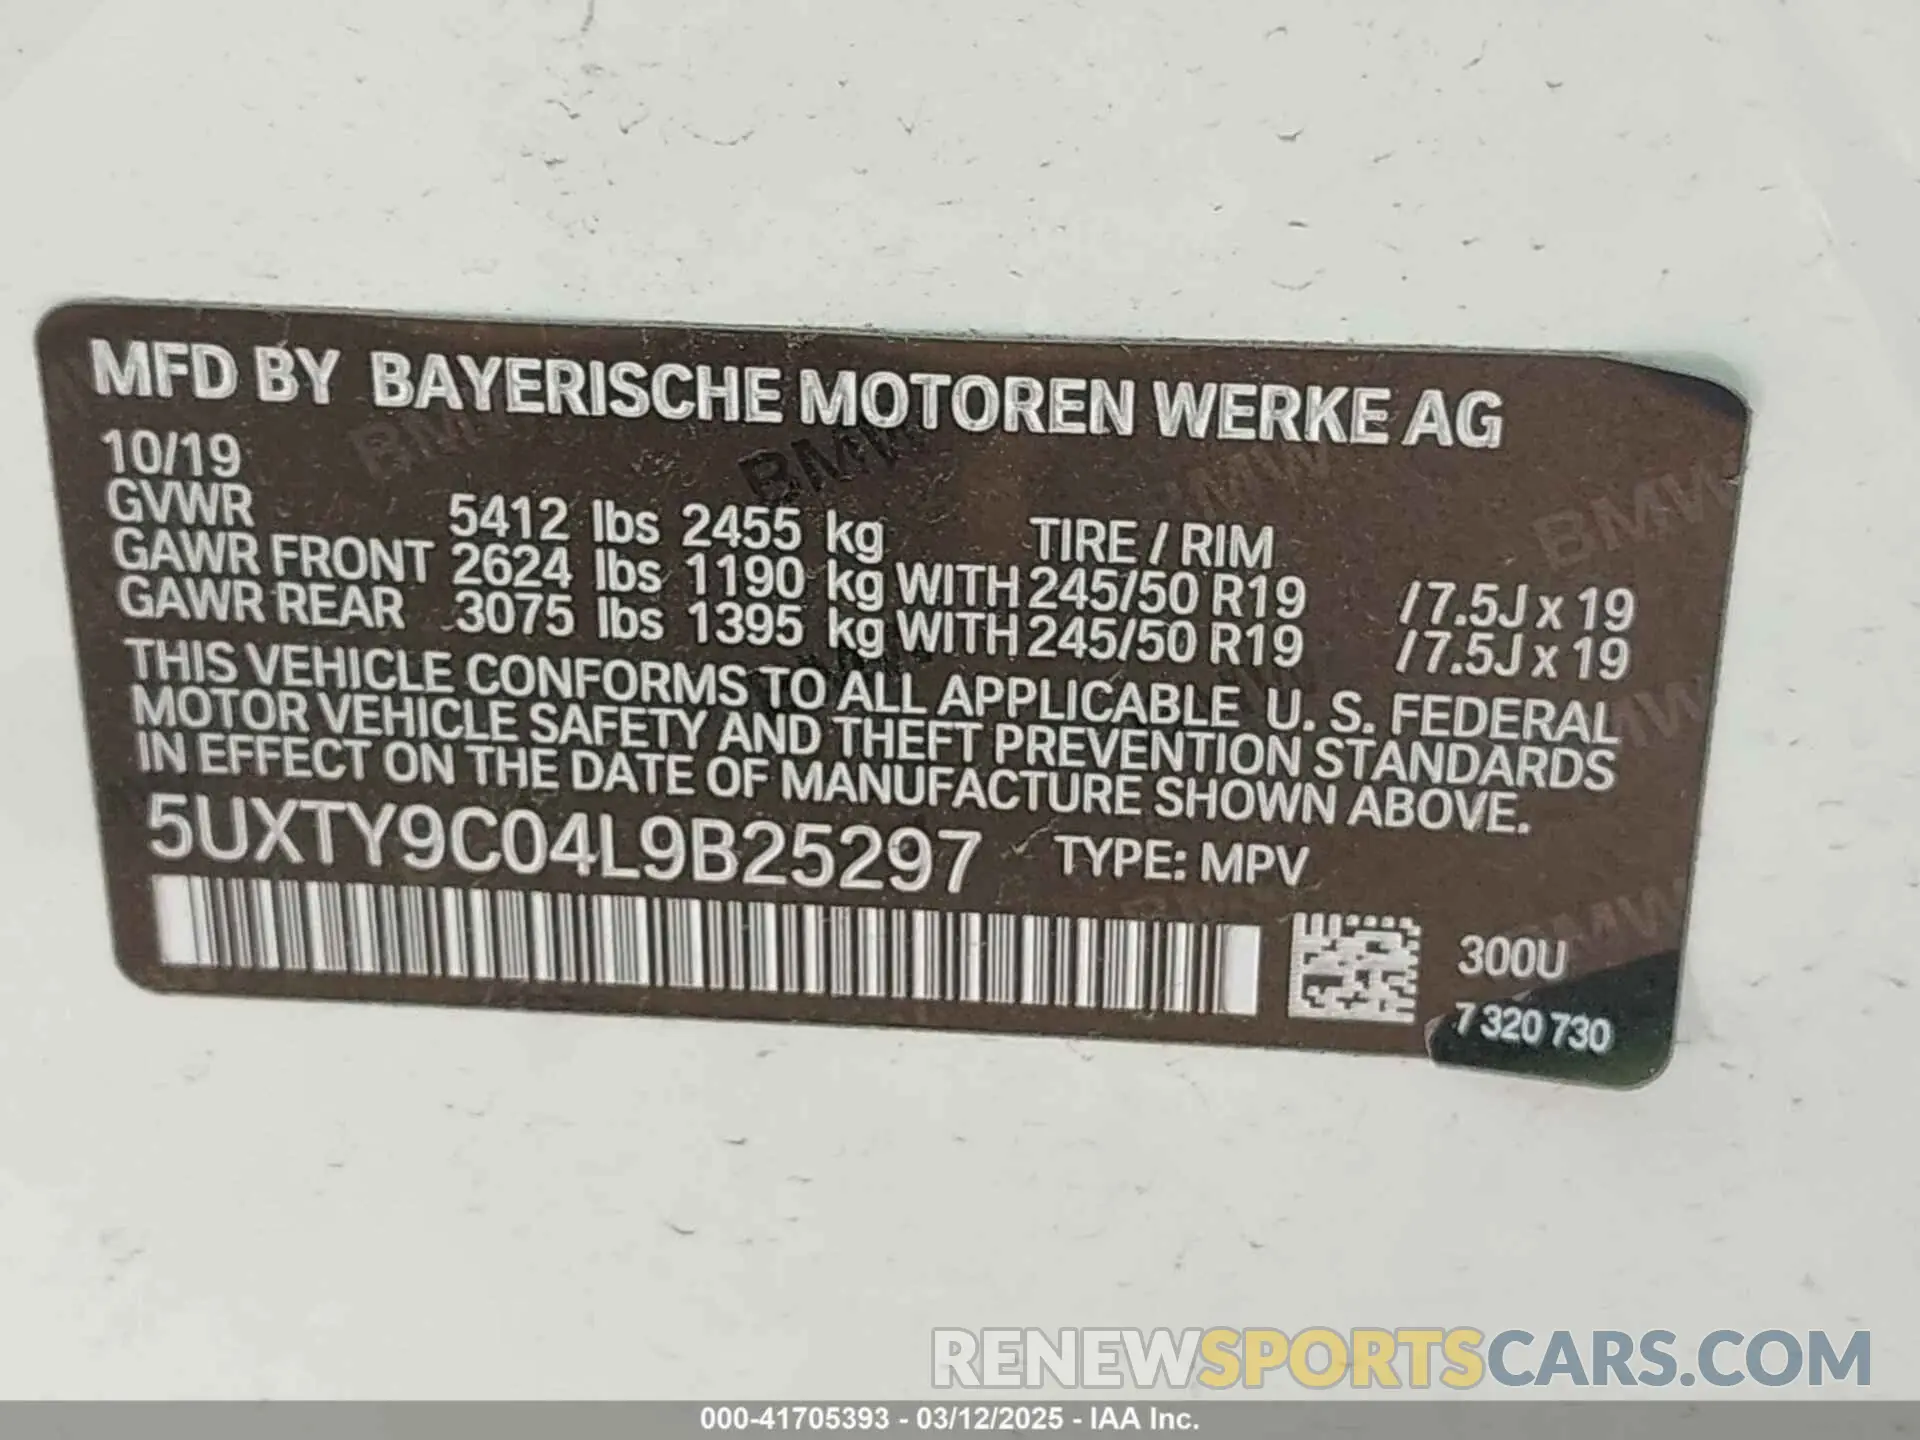 MFD BY BAYERISCHE MOTOREN WERKE AG
10/19
GVWR 5412 lbs 2455 kg TIRE / RIM
GAWR FRONT 2624 lbs 1190 kg WITH 245/50 R19 / 7.5J x 19
GAWR REAR 3075 lbs 1395 kg WITH 245/50 R19 / 7.5J x 19
THIS VEHICLE CONFORMS TO ALL APPLICABLE U. S. FEDERAL
MOTOR VEHICLE SAFETY AND THEFT PREVENTION STANDARDS
IN EFFECT ON THE DATE OF MANUFACTURE SHOWN ABOVE.
5UXTY9C04L9B25297 TYPE: MPV
300U
7 320 730
RENEWSPORTSCARS.COM
000-41705393 - 03/12/2025 - IAA Inc.